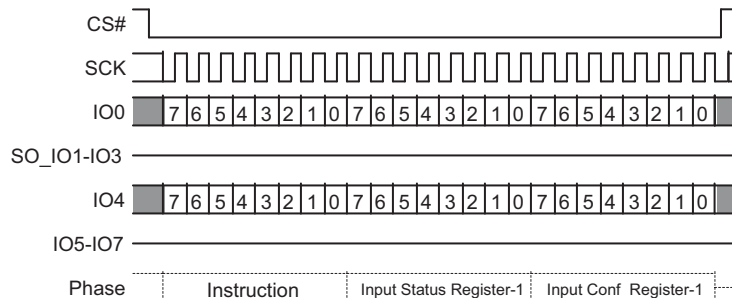 CS#
SCK
IO0 7 6 5 4 3 2 1 0 7 6 5 4 3 2 1 0 7 6 5 4 3 2 1 0
SO_IO1-IO3
IO4 7 6 5 4 3 2 1 0 7 6 5 4 3 2 1 0 7 6 5 4 3 2 1 0
IO5-IO7
Phase Instruction Input Status Register-1 Input Conf Register-1